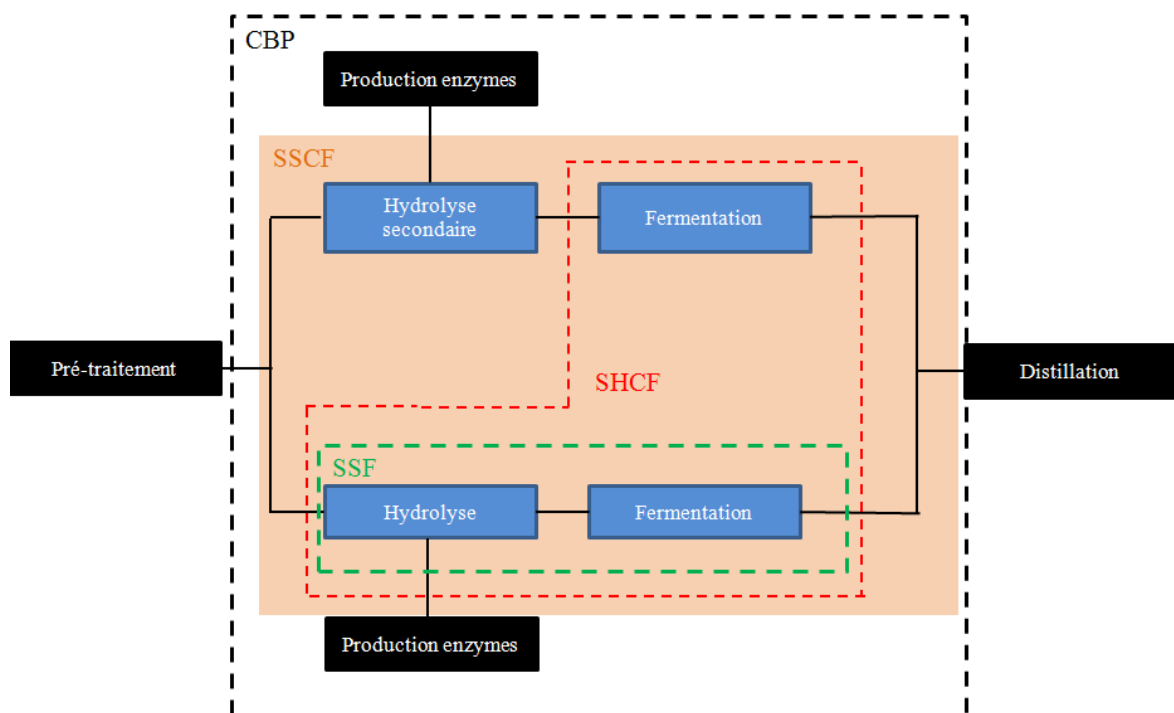 CBP
Production enzymes
SSCF
Hydrolyse
secondaire
Fermentation
Pré-traitement
Distillation
SHCF
SSF
Hydrolyse
Fermentation
Production enzymes